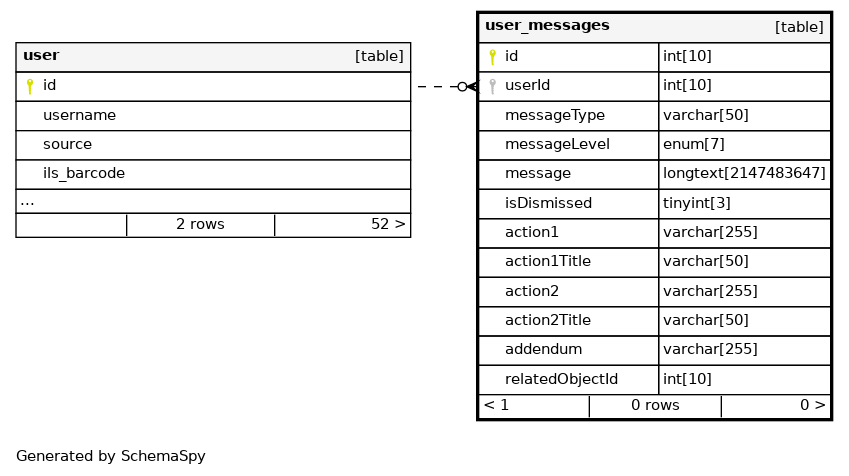 user [table]
id
username
source
ils_barcode
...
2 rows 52 >
user_messages [table]
id int[10]
userId int[10]
messageType varchar[50]
messageLevel enum[7]
message longtext[2147483647]
isDismissed tinyint[3]
action1 varchar[255]
action1Title varchar[50]
action2 varchar[255]
action2Title varchar[50]
addendum varchar[255]
relatedObjectId int[10]
< 1 0 rows 0 >
Generated by SchemaSpy